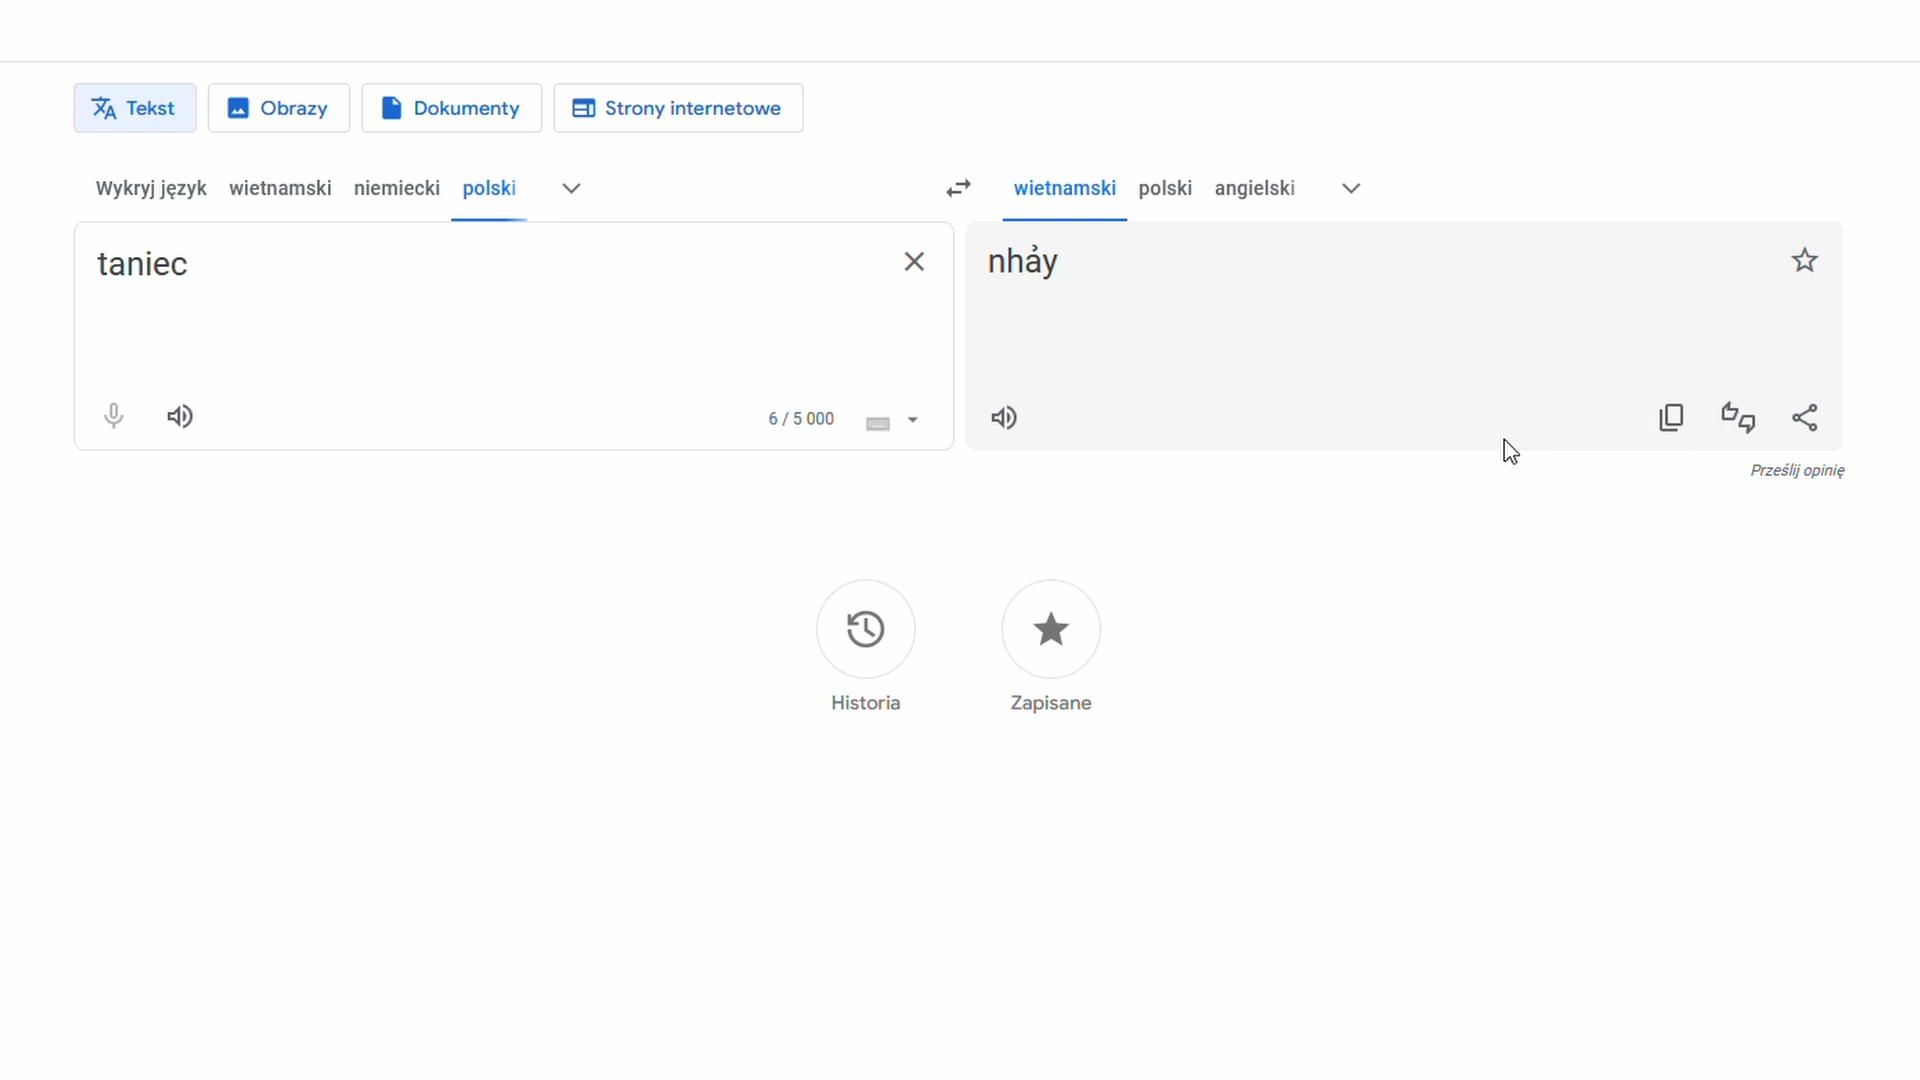 Tekst Obrazy Dokumenty Strony internetowe
Wykryj język wietnamski niemiecki polski wietnamski polski angielski
taniec nhảy
6 / 5 000
Prześlij opinię
Historia Zapisane